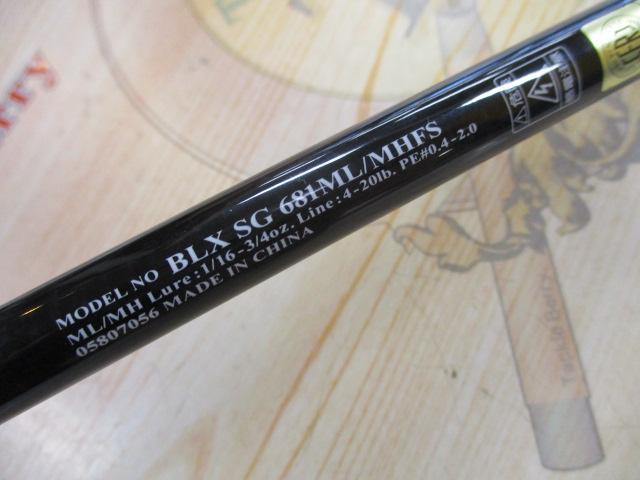 MODEL NO BLX SG 681ML/MHFS
ML/MH Lure:1/16-3/4oz. Line:4-20lb. PE#0.4-2.0
05807056 MADE IN CHINA